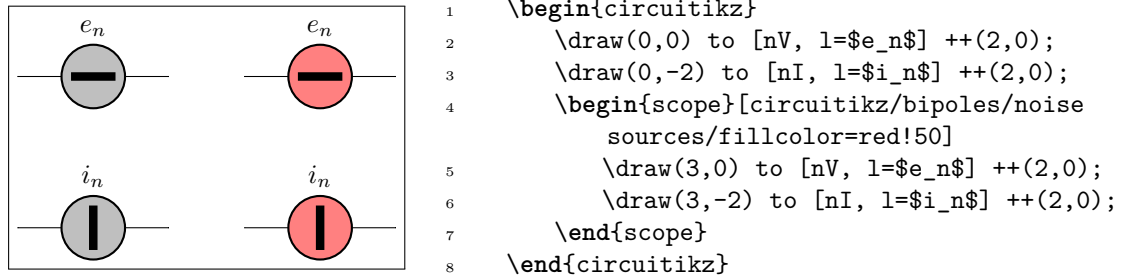 e_n e_n
i_n i_n
1 \begin{circuitikz}
2 \draw(0,0) to [nV, l=$e_n$] ++(2,0);
3 \draw(0,-2) to [nI, l=$i_n$] ++(2,0);
4 \begin{scope}[circuitikz/bipoles/noise
sources/fillcolor=red!50]
5 \draw(3,0) to [nV, l=$e_n$] ++(2,0);
6 \draw(3,-2) to [nI, l=$i_n$] ++(2,0);
7 \end{scope}
8 \end{circuitikz}